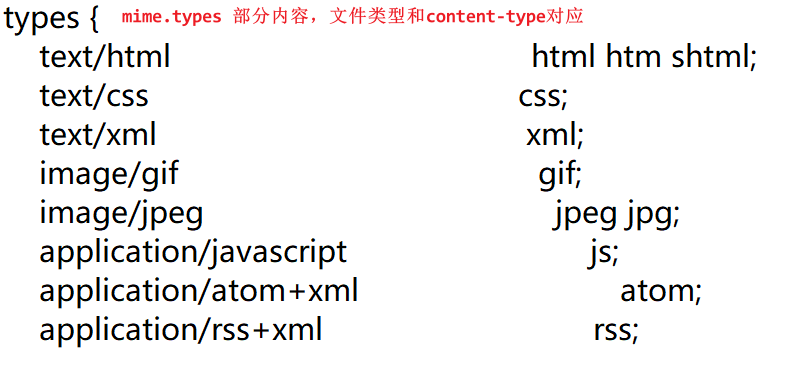 types { mime.types 部分内容，文件类型和content-type对应
text/html html htm shtml;
text/css css;
text/xml xml;
image/gif gif;
image/jpeg jpeg jpg;
application/javascript js;
application/atom+xml atom;
application/rss+xml rss;